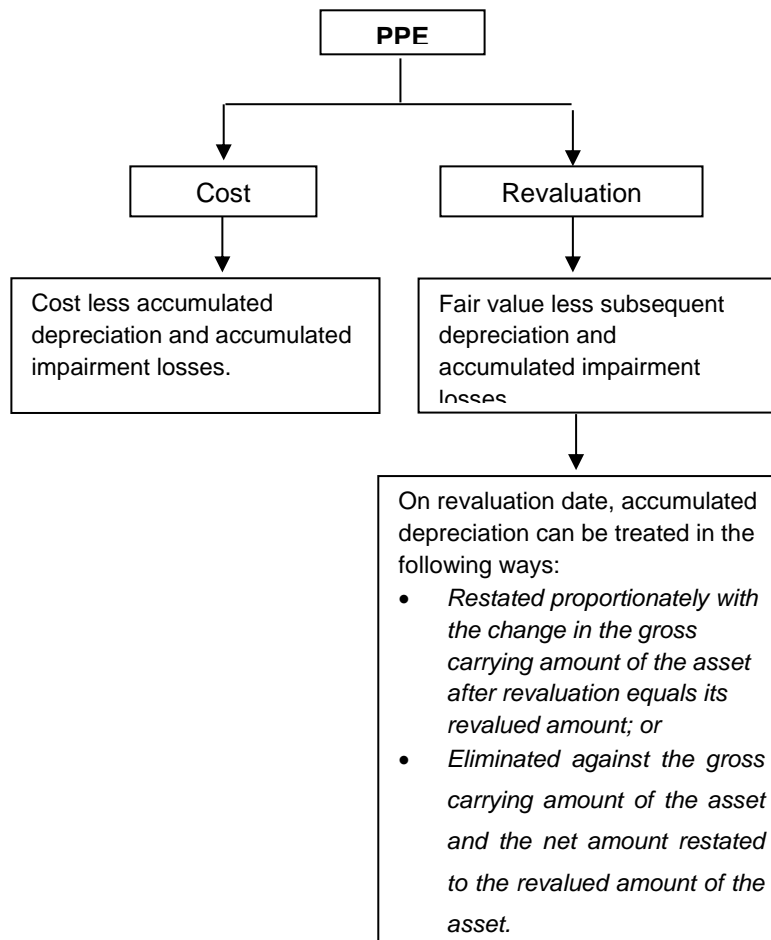 PPE
Cost
Revaluation
Cost less accumulated
depreciation and accumulated
impairment losses.
Fair value less subsequent
depreciation and
accumulated impairment
losses
On revaluation date, accumulated
depreciation can be treated in the
following ways:
• Restated proportionately with
the change in the gross
carrying amount of the asset
after revaluation equals its
revalued amount; or
• Eliminated against the gross
carrying amount of the asset
and the net amount restated
to the revalued amount of the
asset.